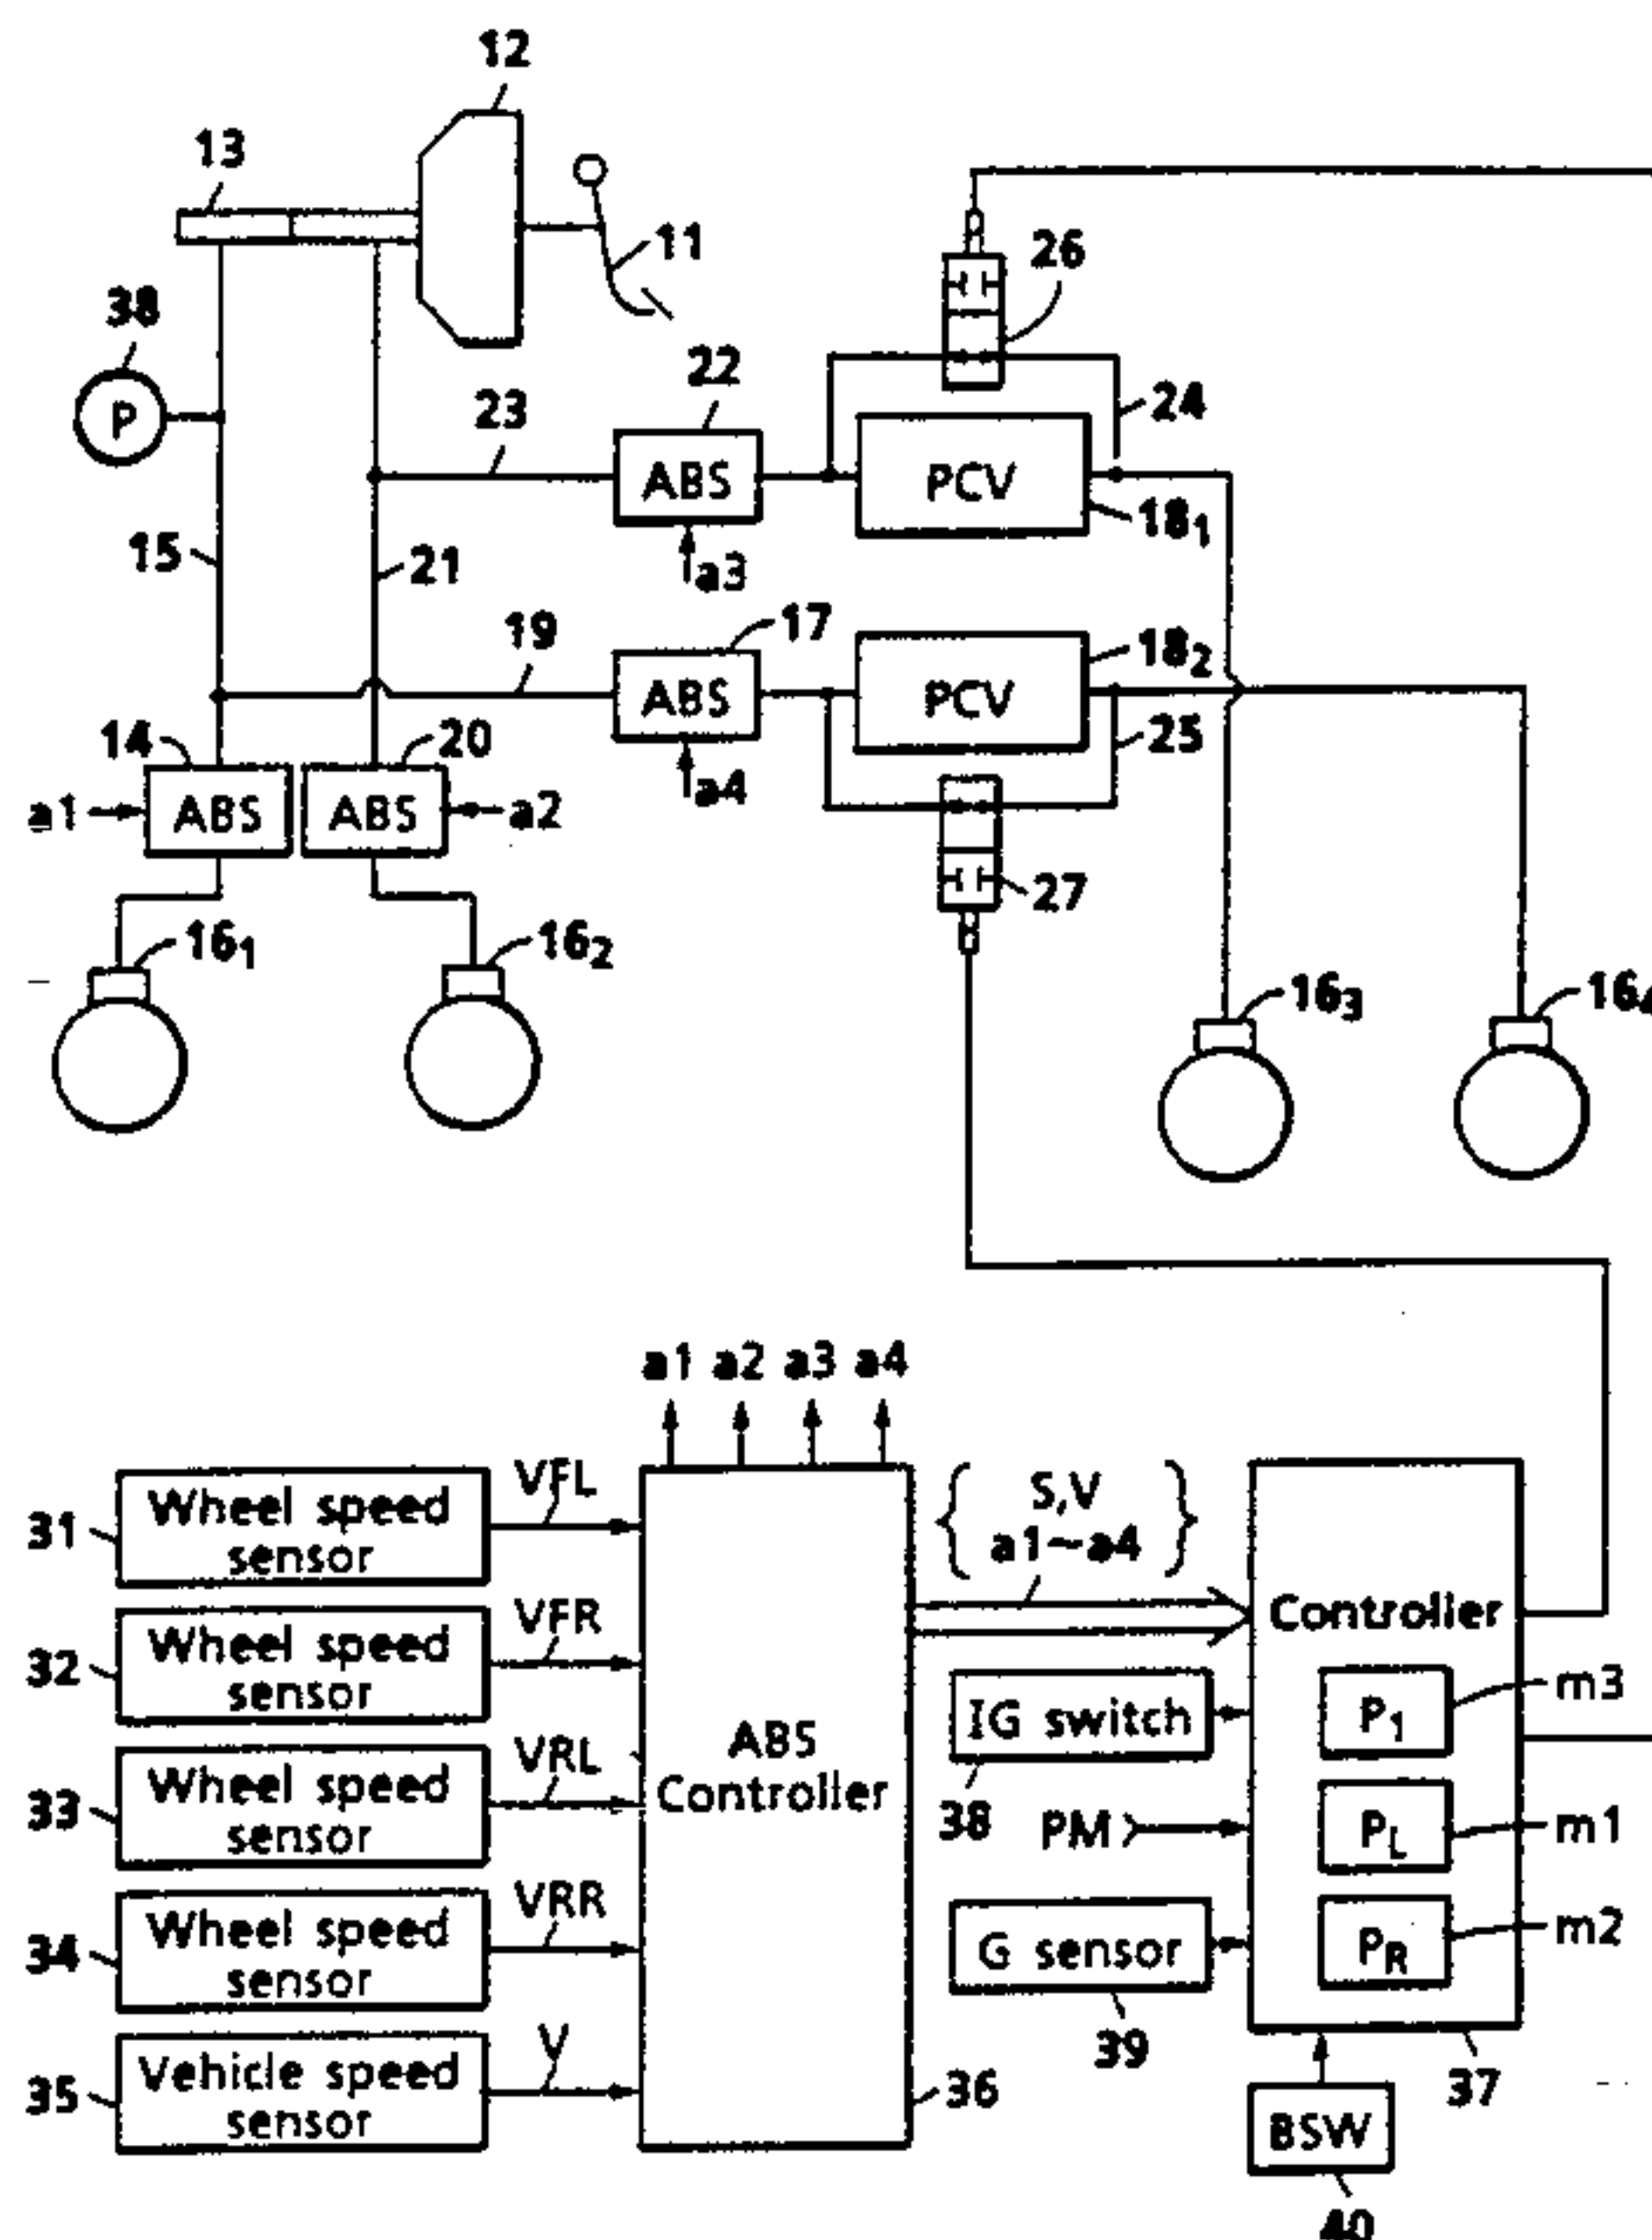 12
13
11
26
38
P
22
24
23
ABS
PCV
18₁
a3
15
21
19
17
18₂
ABS
PCV
25
14
20
a4
a1
ABS
ABS
a2
27
16₁
16₂
16₃
16₄
a1 a2 a3 a4
31
Wheel speed
sensor
VFL
S,V
a1~a4
32
Wheel speed
sensor
VFR
Controller
IG switch
38
P₁
m3
33
Wheel speed
sensor
VRL
ABS
Controller
PM
P_L
m1
34
Wheel speed
sensor
VRR
G sensor
39
P_R
m2
35
Vehicle speed
sensor
V
36
37
BSW
40